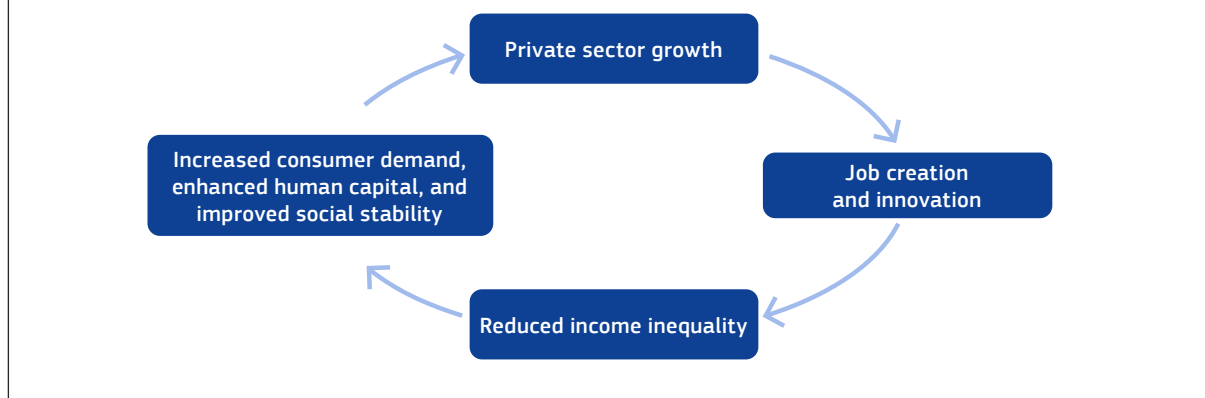 Private sector growth
Job creation
and innovation
Reduced income inequality
Increased consumer demand,
enhanced human capital, and
improved social stability